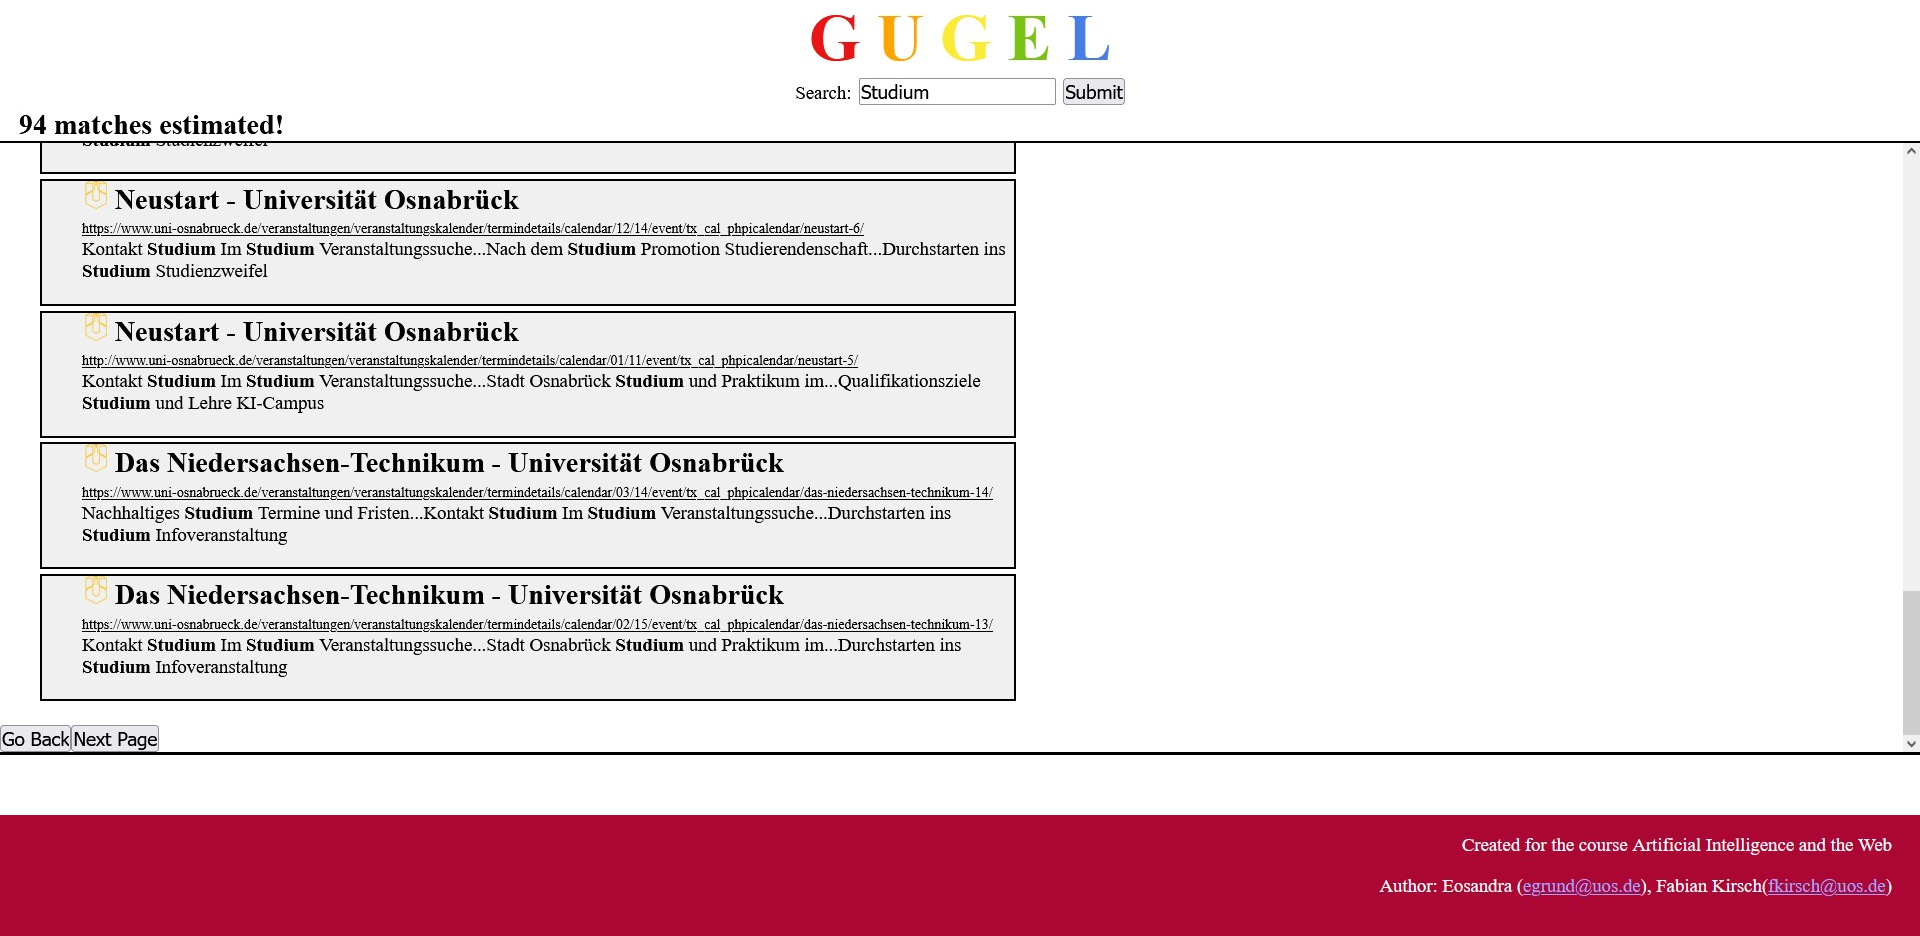 G U G E L
Search: Studium Submit
94 matches estimated!
Studium Studienzweifel
Neustart - Universität Osnabrück
https://www.uni-osnabrueck.de/veranstaltungen/veranstaltungskalender/termindetails/calendar/12/14/event/tx_cal_phpicalendar/neustart-6/
Kontakt Studium Im Studium Veranstaltungssuche...Nach dem Studium Promotion Studierendenschaft...Durchstarten ins
Studium Studienzweifel
Neustart - Universität Osnabrück
http://www.uni-osnabrueck.de/veranstaltungen/veranstaltungskalender/termindetails/calendar/01/11/event/tx_cal_phpicalendar/neustart-5/
Kontakt Studium Im Studium Veranstaltungssuche...Stadt Osnabrück Studium und Praktikum im...Qualifikationsziele
Studium und Lehre KI-Campus
Das Niedersachsen-Technikum - Universität Osnabrück
https://www.uni-osnabrueck.de/veranstaltungen/veranstaltungskalender/termindetails/calendar/03/14/event/tx_cal_phpicalendar/das-niedersachsen-technikum-14/
Nachhaltiges Studium Termine und Fristen...Kontakt Studium Im Studium Veranstaltungssuche...Durchstarten ins
Studium Infoveranstaltung
Das Niedersachsen-Technikum - Universität Osnabrück
https://www.uni-osnabrueck.de/veranstaltungen/veranstaltungskalender/termindetails/calendar/02/15/event/tx_cal_phpicalendar/das-niedersachsen-technikum-13/
Kontakt Studium Im Studium Veranstaltungssuche...Stadt Osnabrück Studium und Praktikum im...Durchstarten ins
Studium Infoveranstaltung
Go Back Next Page
Created for the course Artificial Intelligence and the Web
Author: Eosandra (egrund@uos.de), Fabian Kirsch(fkirsch@uos.de)